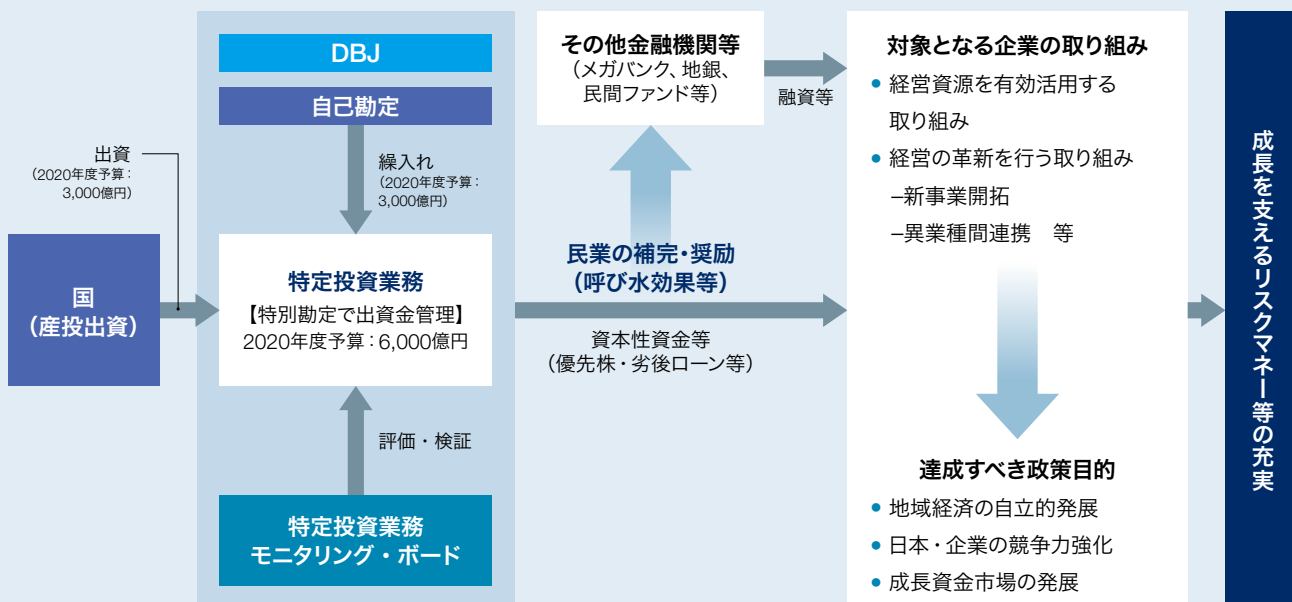 DBJ
自己勘定
出資
(2020年度予算：
3,000億円)
繰入れ
(2020年度予算：
3,000億円)
国
(産投出資)
特定投資業務
【特別勘定で出資金管理】
2020年度予算：6,000億円
評価・検証
特定投資業務
モニタリング・ボード
その他金融機関等
(メガバンク、地銀、
民間ファンド等)
融資等
民業の補完・奨励
(呼び水効果等)
資本性資金等
(優先株・劣後ローン等)
対象となる企業の取り組み
• 経営資源を有効活用する
取り組み
• 経営の革新を行う取り組み
–新事業開拓
–異業種間連携　等
達成すべき政策目的
• 地域経済の自立的発展
• 日本・企業の競争力強化
• 成長資金市場の発展
成長を支えるリスクマネー等の充実